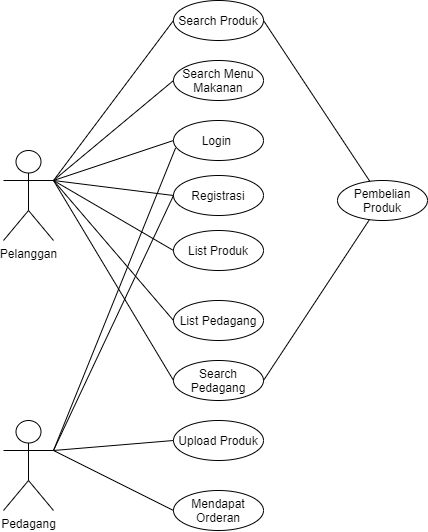 Search Produk
Search Menu
Makanan
Login
Registrasi
Pembelian
Produk
Pelanggan
List Produk
List Pedagang
Search
Pedagang
Upload Produk
Mendapat
Orderan
Pedagang